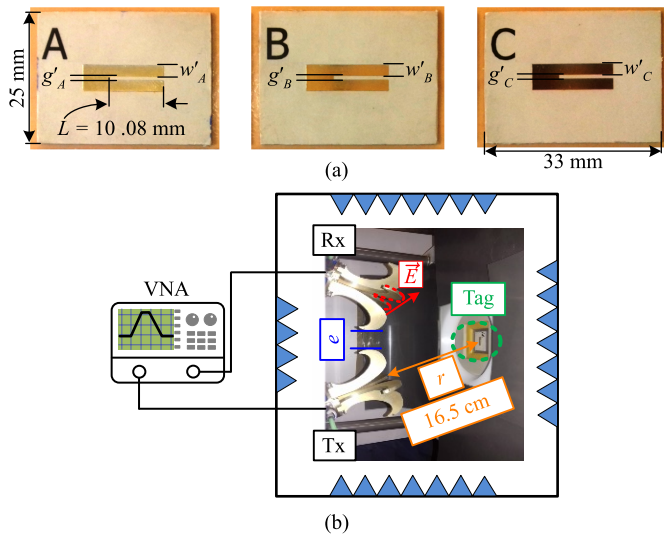 A
B
C
g'A
w'A
g'B
w'B
g'C
w'C
25 mm
L = 10 .08 mm
33 mm
(a)
Rx
E
VNA
Tag
e
r
16.5 cm
Tx
(b)